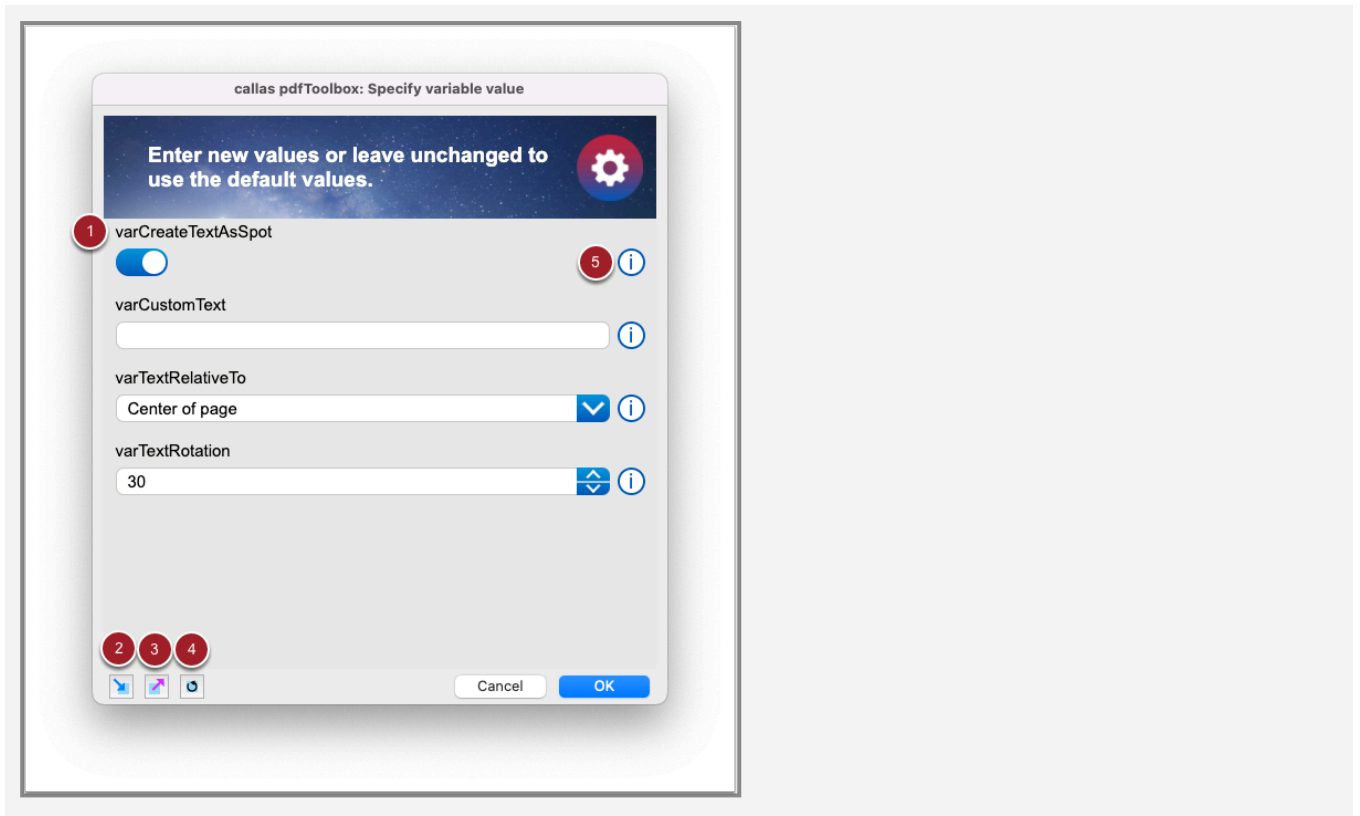 callas pdfToolbox: Specify variable value
Enter new values or leave unchanged to
use the default values.
1
varCreateTextAsSpot
5
i
varCustomText
i
varTextRelativeTo
Center of page
i
varTextRotation
30
i
2 3 4
Cancel OK